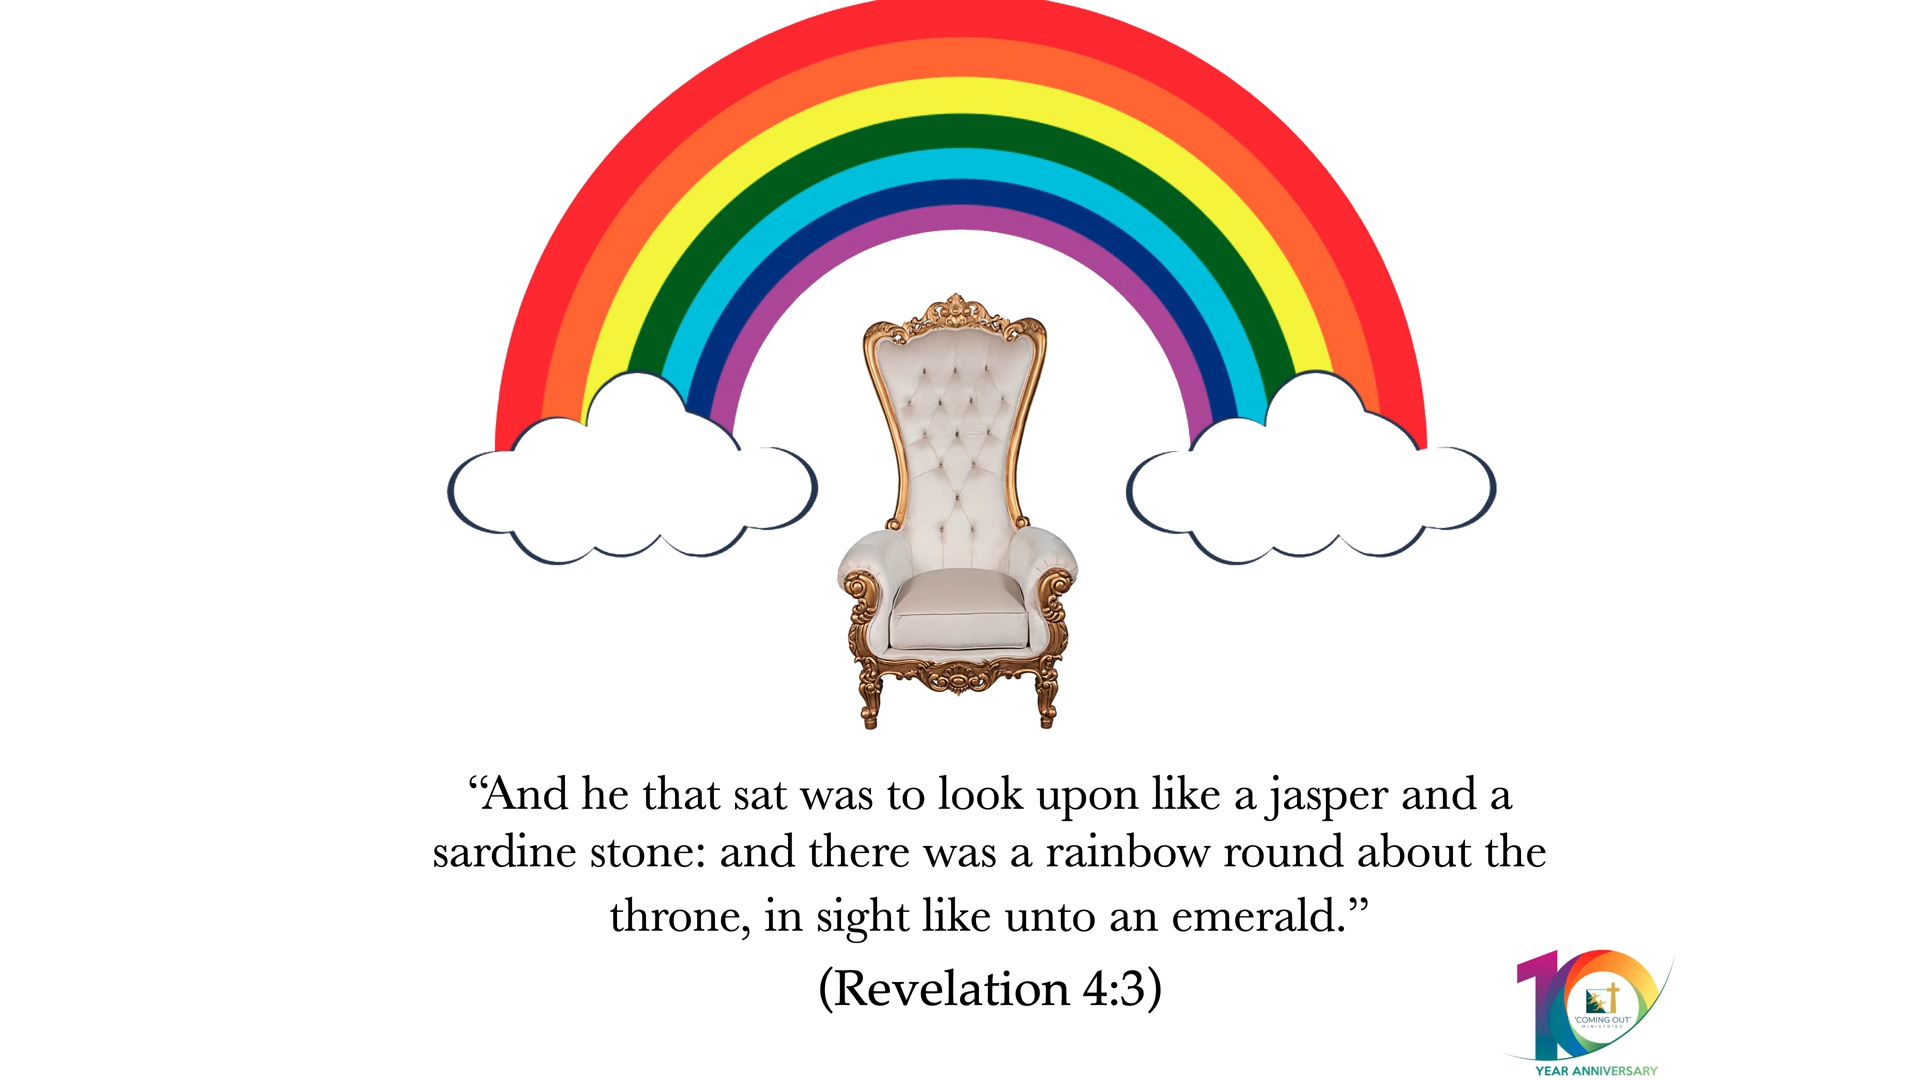 “And he that sat was to look upon like a jasper and a
sardine stone: and there was a rainbow round about the
throne, in sight like unto an emerald.”
(Revelation 4:3)
10
'COMING OUT'
MINISTRIES
YEAR ANNIVERSARY